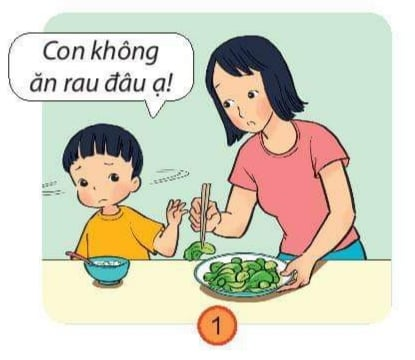 Con không
ăn rau đâu ạ!
1